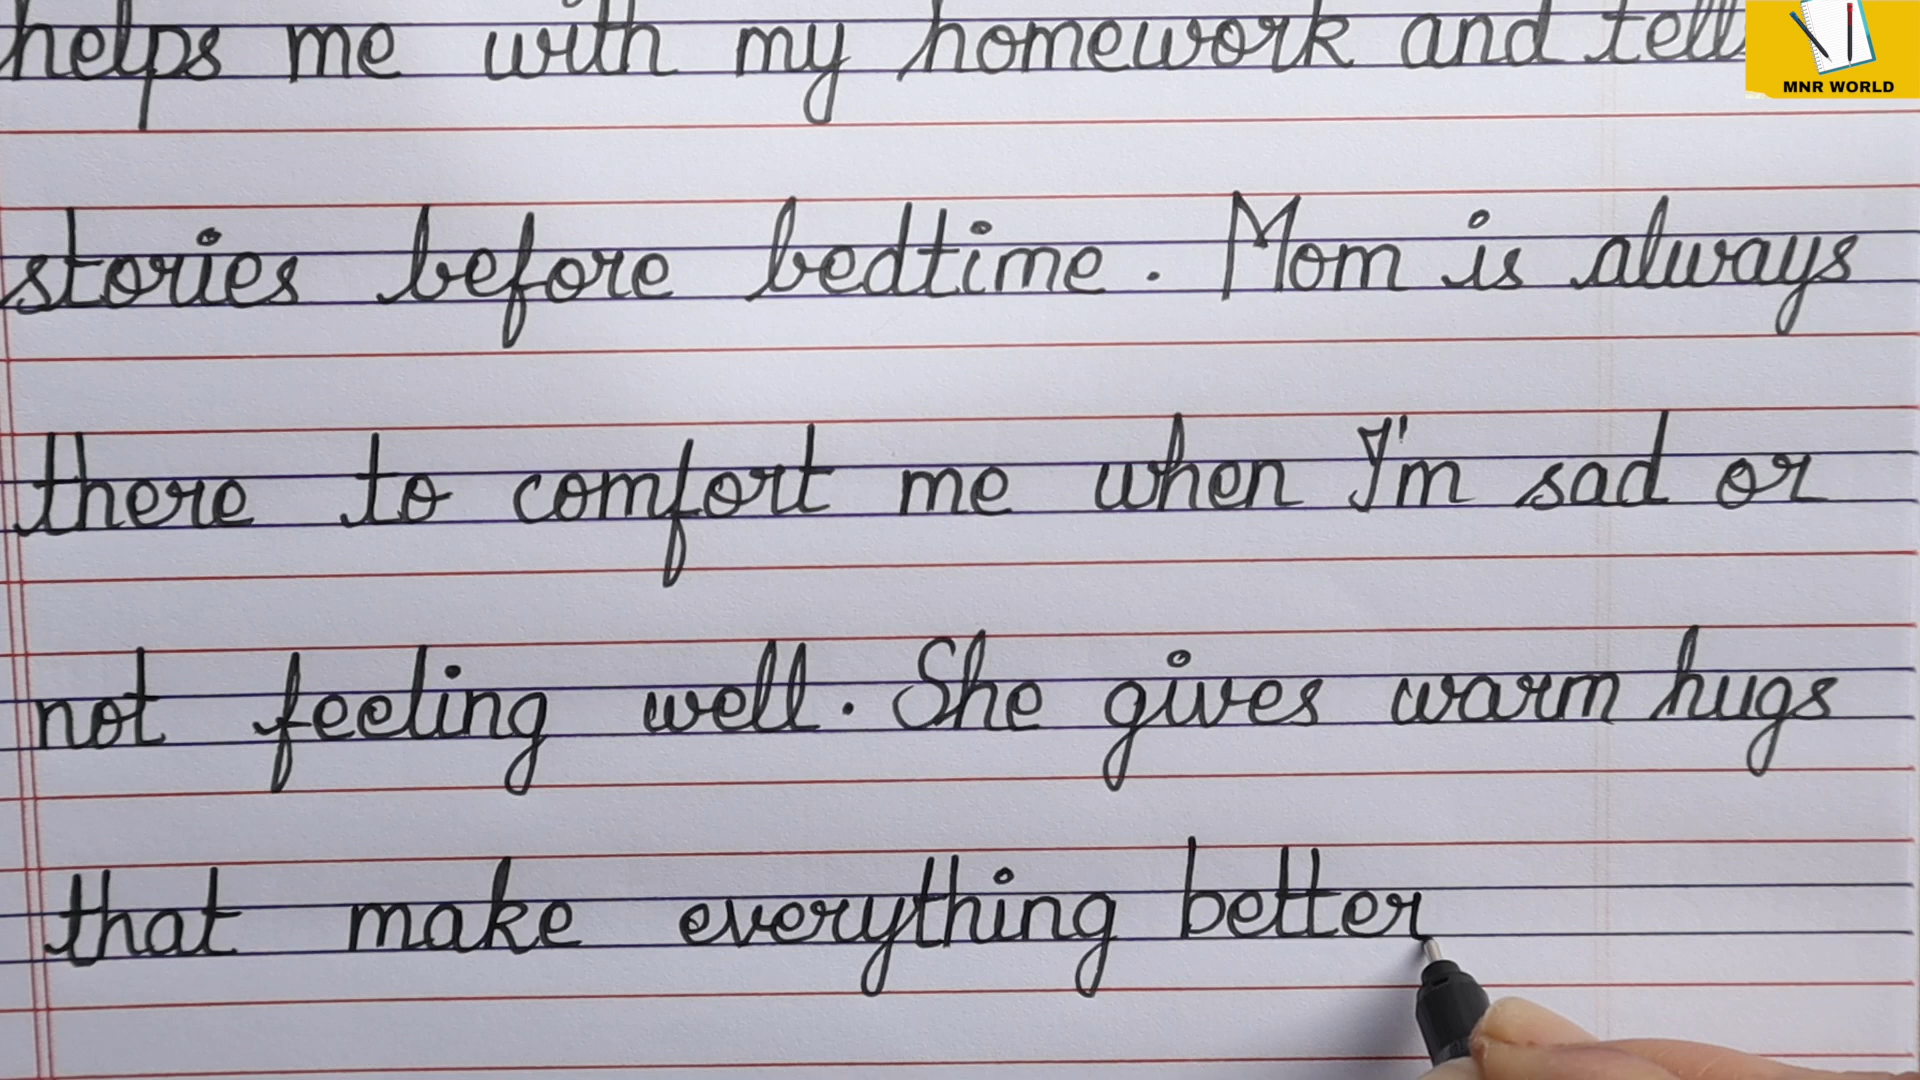 helps me with my homework and tell
MNR WORLD
stories before bedtime. Mom is always
there to comfort me when I'm sad or
not feeling well. She gives warm hugs
that make everything better